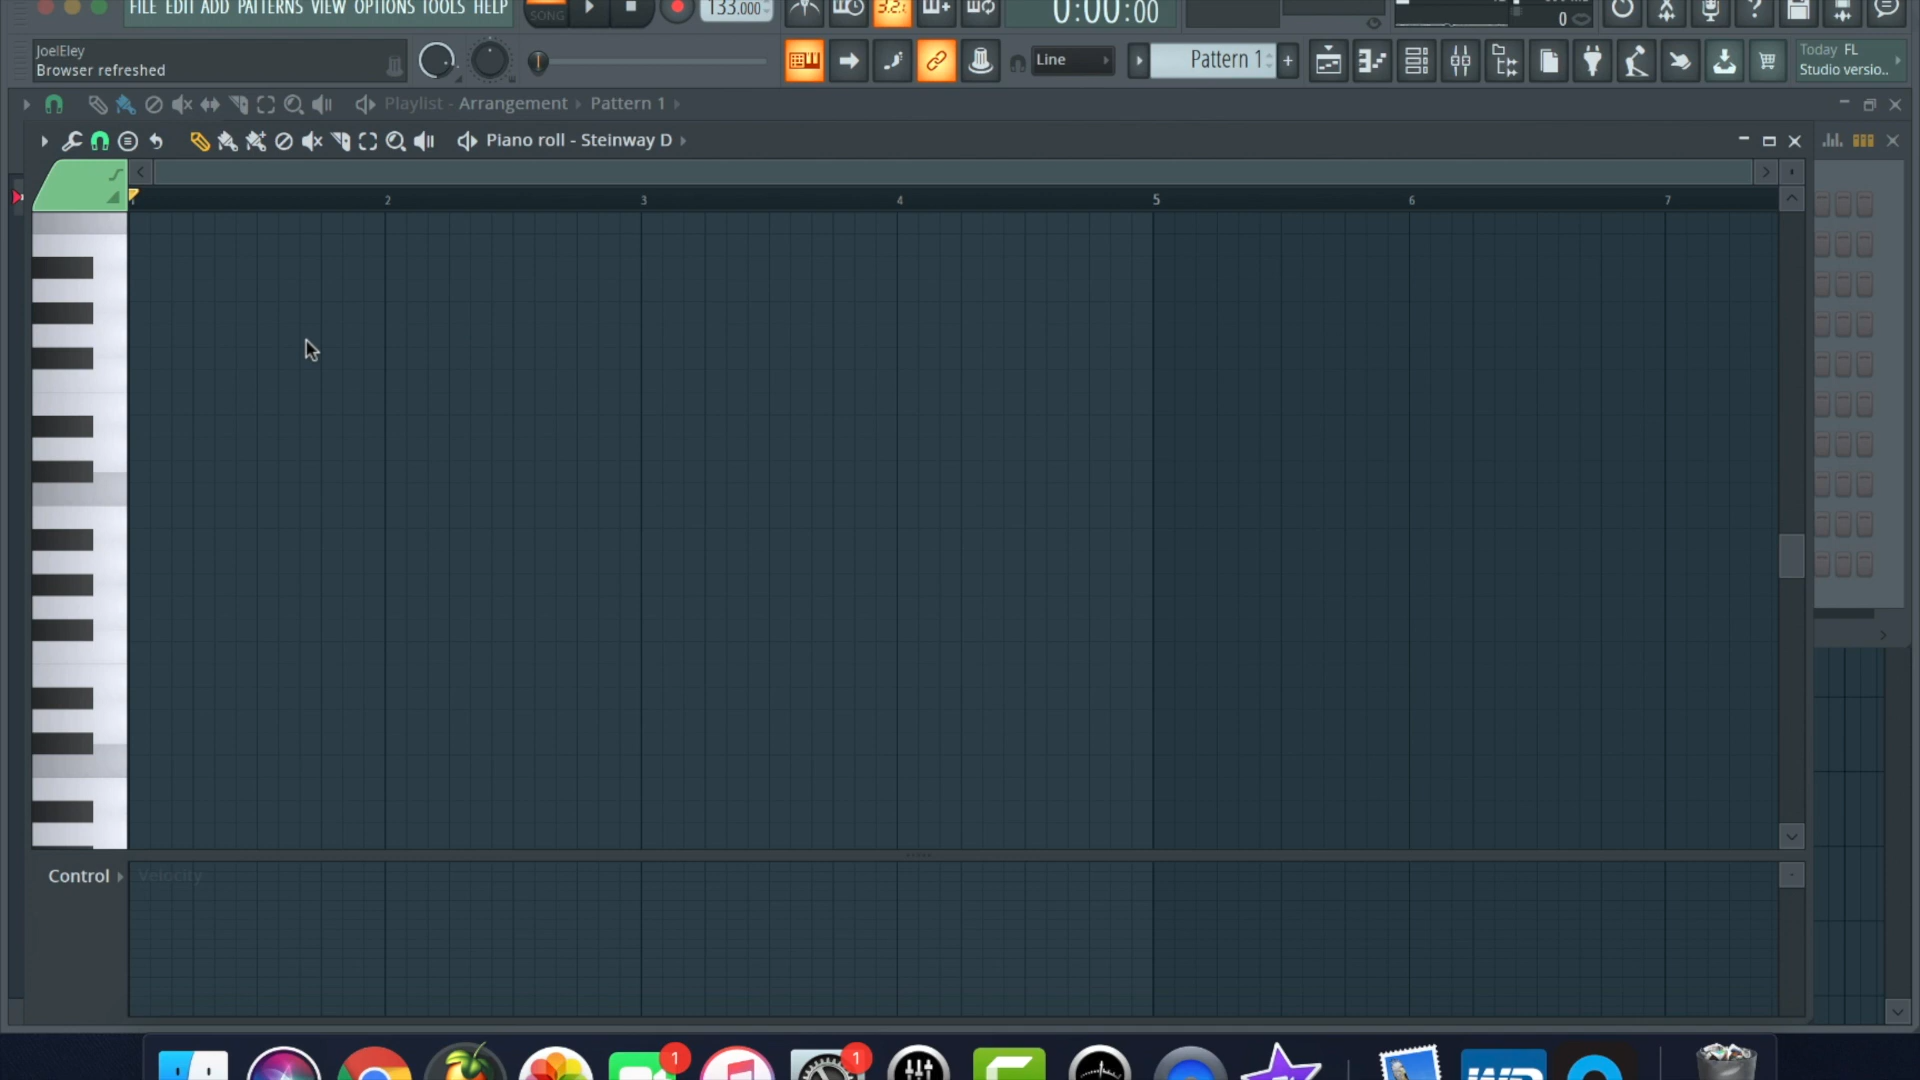 FILE EDIT ADD PATTERNS VIEW OPTIONS TOOLS HELP
SONG
133.000
3.2.
0:00:00
0
JoelEley
Browser refreshed
Line
Pattern 1
+
Today FL
Studio versio..
Playlist - Arrangement › Pattern 1 ›
Piano roll - Steinway D
2 3 4 5 6 7
Control
Velocity
1
1